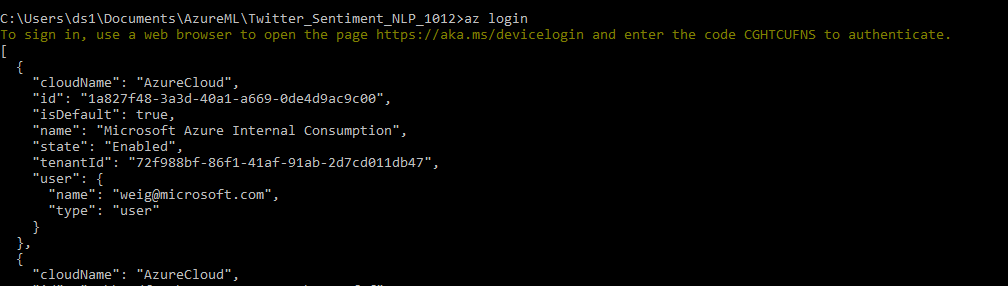 C:\Users\ds1\Documents\AzureML\Twitter_Sentiment_NLP_1012>az login
To sign in, use a web browser to open the page https://aka.ms/devicelogin and enter the code CGHTCUFNS to authenticate.
[
  {
    "cloudName": "AzureCloud",
    "id": "1a827f48-3a3d-40a1-a669-0de4d9ac9c00",
    "isDefault": true,
    "name": "Microsoft Azure Internal Consumption",
    "state": "Enabled",
    "tenantId": "72f988bf-86f1-41af-91ab-2d7cd011db47",
    "user": {
      "name": "weig@microsoft.com",
      "type": "user"
    }
  },
  {
    "cloudName": "AzureCloud",